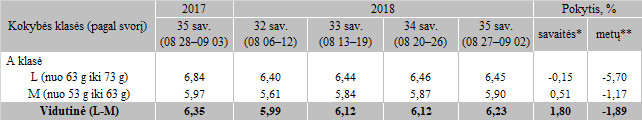 Kokybės klasės (pagal svorį) 2017 2018 Pokytis, %
35 sav. (08 28–09 03) 32 sav. (08 06–12) 33 sav. (08 13–19) 34 sav. (08 20–26) 35 sav. (08 27–09 02) savaitės* metų**
A klasė
L (nuo 63 g iki 73 g) 6,84 6,40 6,44 6,46 6,45 -0,15 -5,70
M (nuo 53 g iki 63 g) 5,97 5,61 5,84 5,87 5,90 0,51 -1,17
Vidutinė (L-M) 6,35 5,99 6,12 6,12 6,23 1,80 -1,89